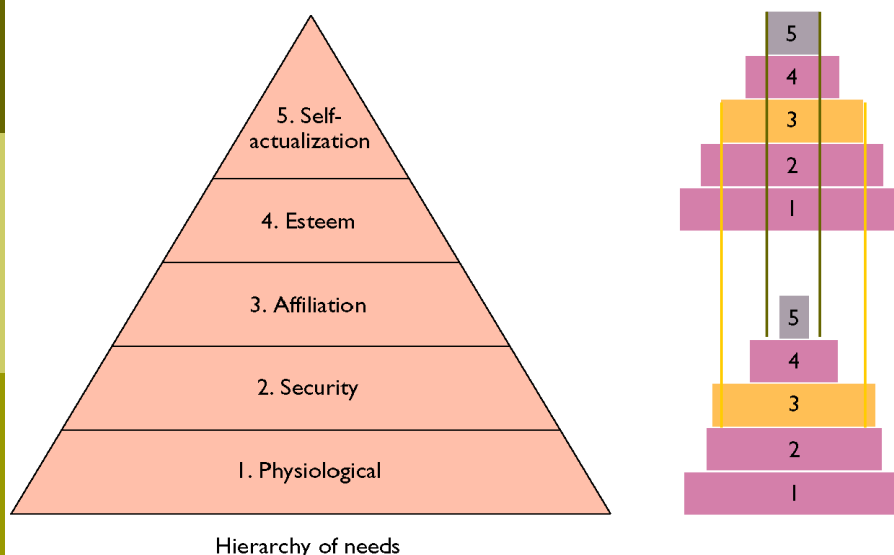 5. Self-
actualization
4. Esteem
3. Affiliation
2. Security
1. Physiological
Hierarchy of needs
5
4
3
2
1
5
4
3
2
1